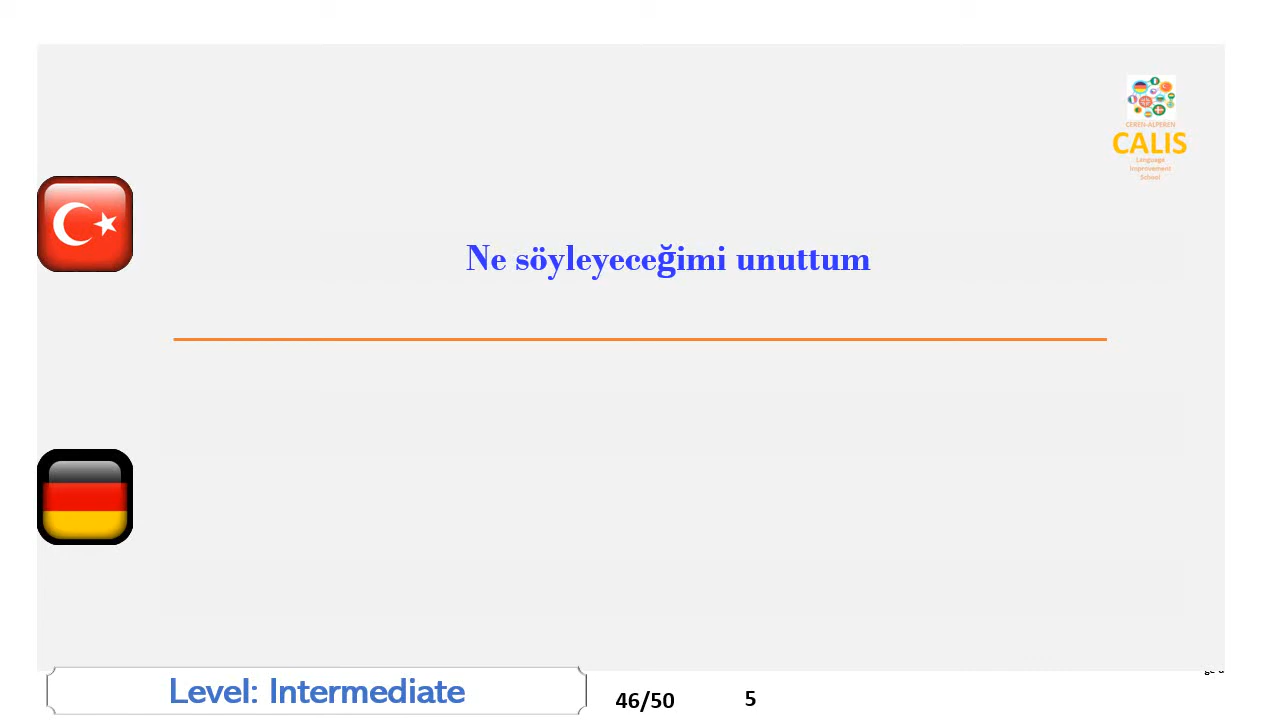 CEREN-ALPEREN
CALIS
Language
Improvement
School
Ne söyleyeceğimi unuttum
Level: Intermediate
46/50
5